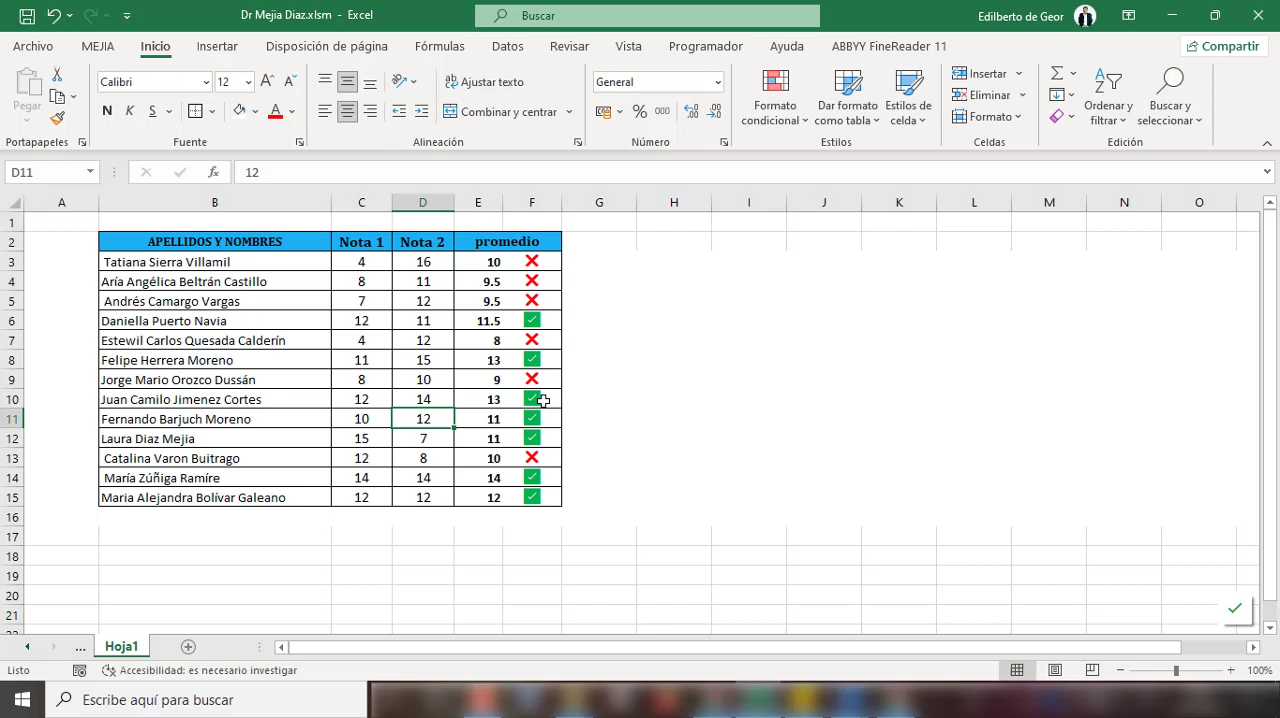 Dr Mejia Diaz.xlsm - Excel
Buscar
Edilberto de Geor
Archivo MEJIA Inicio Insertar Disposición de página Fórmulas Datos Revisar Vista Programador Ayuda ABBYY FineReader 11 Compartir
Pegar
Calibri 12
N K S
Ajustar texto
Combinar y centrar
General
% 000
Formato condicional
Dar formato como tabla
Estilos de celda
Insertar
Eliminar
Formato
Ordenar y filtrar
Buscar y seleccionar
Portapapeles Fuente Alineación Número Estilos Celdas Edición
D11 fx 12
A B C D E F G H I J K L M N O
1
2 APELLIDOS Y NOMBRES Nota 1 Nota 2 promedio
3 Tatiana Sierra Villamil 4 16 10
4 Aría Angélica Beltrán Castillo 8 11 9.5
5 Andrés Camargo Vargas 7 12 9.5
6 Daniella Puerto Navia 12 11 11.5
7 Estewil Carlos Quesada Calderín 4 12 8
8 Felipe Herrera Moreno 11 15 13
9 Jorge Mario Orozco Dussán 8 10 9
10 Juan Camilo Jimenez Cortes 12 14 13
11 Fernando Barjuch Moreno 10 12 11
12 Laura Diaz Mejia 15 7 11
13 Catalina Varon Buitrago 12 8 10
14 María Zúñiga Ramíre 14 14 14
15 Maria Alejandra Bolívar Galeano 12 12 12
16
17
18
19
20
21
... Hoja1
Listo Accesibilidad: es necesario investigar 100%
Escribe aquí para buscar